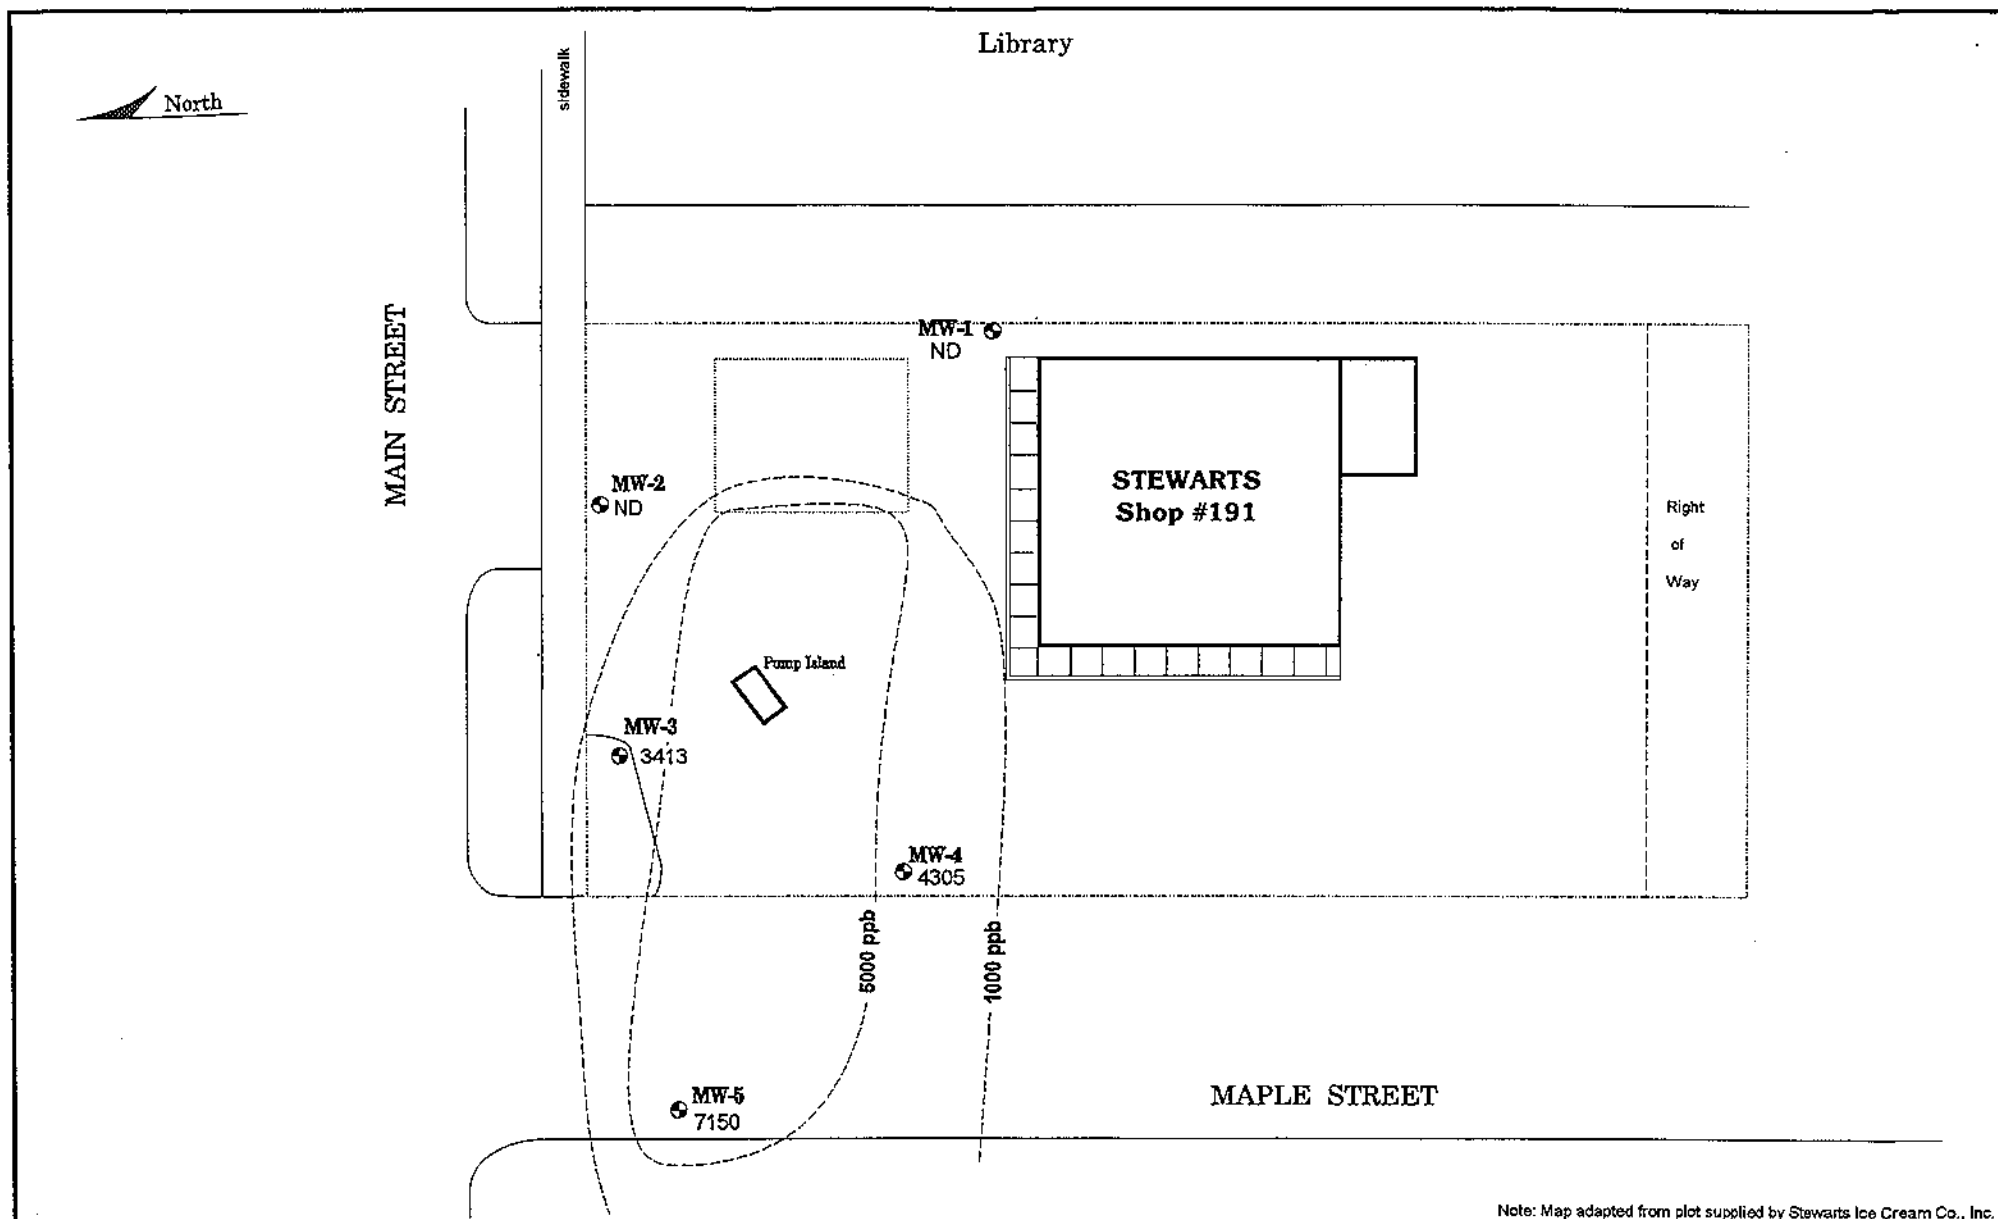 Library
sidewalk
North
MAIN STREET
MW-1
ND
MW-2
ND
STEWARTS
Shop #191
Right
of
Way
Pump Island
MW-3
3413
MW-4
4305
5000 ppb
1000 ppb
MW-5
7150
MAPLE STREET
Note: Map adapted from plot supplied by Stewarts Ice Cream Co., Inc.